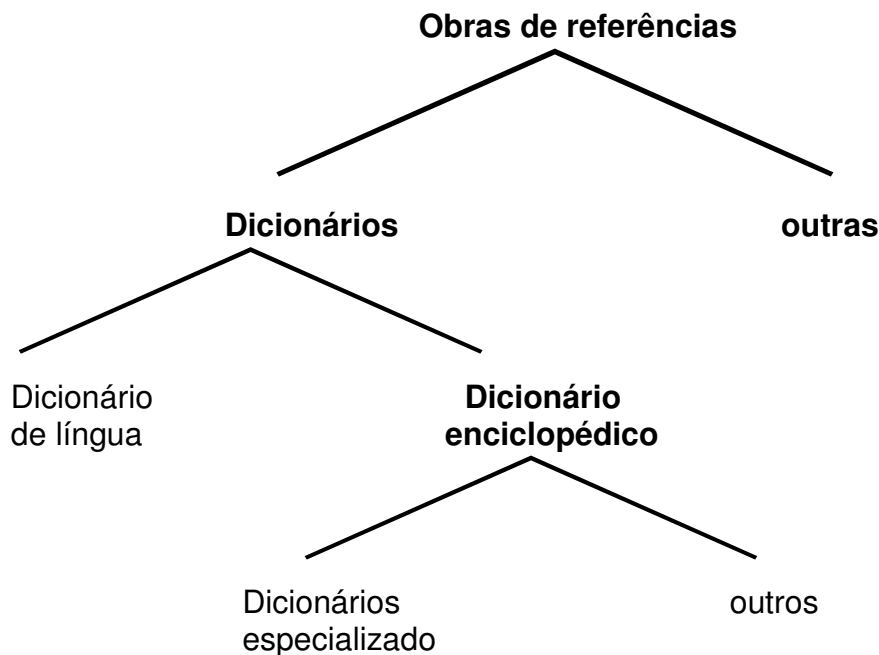 Obras de referências
Dicionários
outras
Dicionário
de língua
Dicionário
enciclopédico
Dicionários
especializado
outros